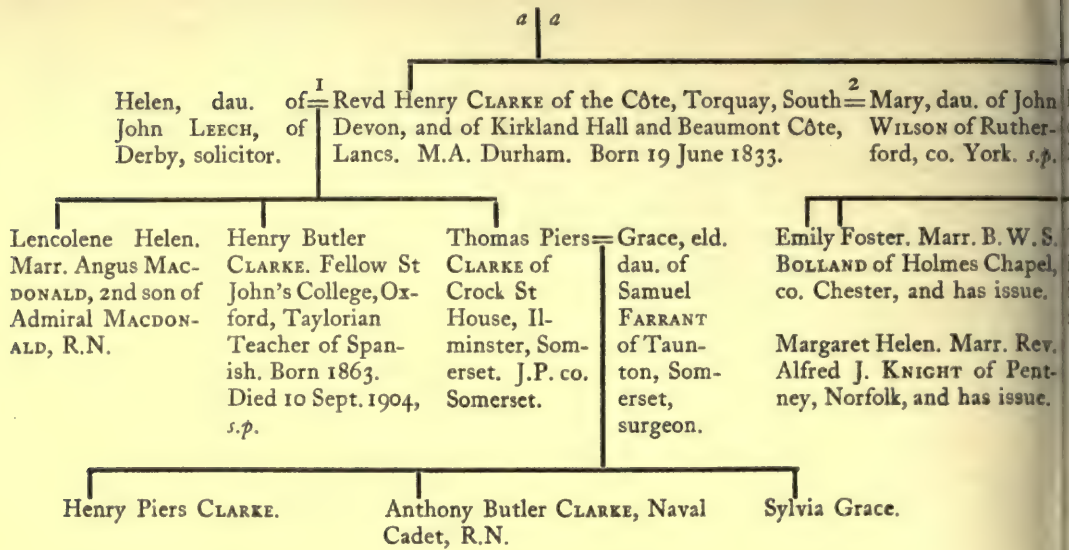 a a
1
Helen, dau. of
John LEECH, of
Derby, solicitor.
=
Revd Henry CLARKE of the Côte, Torquay, South
Devon, and of Kirkland Hall and Beaumont Côte,
Lancs. M.A. Durham. Born 19 June 1833.
2
=
Mary, dau. of John
WILSON of Ruther-
ford, co. York. s.p.
Lencolene Helen.
Marr. Angus MAC-
DONALD, 2nd son of
Admiral MACDON-
ALD, R.N.
Henry Butler
CLARKE. Fellow St
John's College, Ox-
ford, Taylorian
Teacher of Span-
ish. Born 1863.
Died 10 Sept. 1904,
s.p.
Thomas Piers
CLARKE of
Crock St
House, Il-
minster, Som-
erset. J.P. co.
Somerset.
=
Grace, eld.
dau. of
Samuel
FARRANT
of Taun-
ton, Som-
erset,
surgeon.
Emily Foster. Marr. B. W. S.
BOLLAND of Holmes Chapel,
co. Chester, and has issue.
Margaret Helen. Marr. Rev.
Alfred J. KNIGHT of Pent-
ney, Norfolk, and has issue.
Henry Piers CLARKE.
Anthony Butler CLARKE, Naval
Cadet, R.N.
Sylvia Grace.